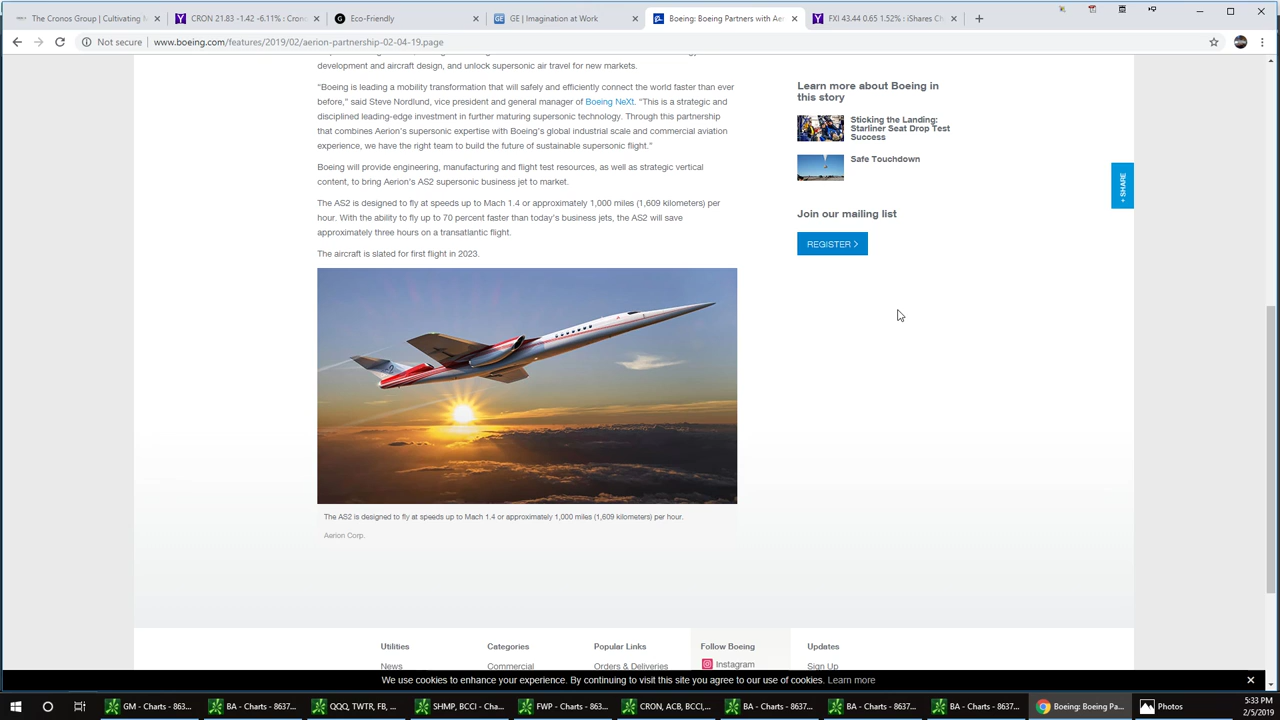 The Cronos Group | Cultivating M
CRON 21.83 -1.42 -6.11% : Crono
Eco-Friendly
GE | Imagination at Work
Boeing: Boeing Partners with Aer
FXI 43.44 0.65 1.52% : iShares Ch
Not secure | www.boeing.com/features/2019/02/aerion-partnership-02-04-19.page
development and aircraft design, and unlock supersonic air travel for new markets.
"Boeing is leading a mobility transformation that will safely and efficiently connect the world faster than ever
before," said Steve Nordlund, vice president and general manager of Boeing NeXt. "This is a strategic and
disciplined leading-edge investment in further maturing supersonic technology. Through this partnership
that combines Aerion's supersonic expertise with Boeing's global industrial scale and commercial aviation
experience, we have the right team to build the future of sustainable supersonic flight."
Boeing will provide engineering, manufacturing and flight test resources, as well as strategic vertical
content, to bring Aerion's AS2 supersonic business jet to market.
The AS2 is designed to fly at speeds up to Mach 1.4 or approximately 1,000 miles (1,609 kilometers) per
hour. With the ability to fly up to 70 percent faster than today's business jets, the AS2 will save
approximately three hours on a transatlantic flight.
The aircraft is slated for first flight in 2023.
The AS2 is designed to fly at speeds up to Mach 1.4 or approximately 1,000 miles (1,609 kilometers) per hour.
Aerion Corp.
Learn more about Boeing in
this story
Sticking the Landing:
Starliner Seat Drop Test
Success
Safe Touchdown
Join our mailing list
REGISTER >
+ SHARE
Utilities
News
Categories
Commercial
Popular Links
Orders & Deliveries
Follow Boeing
Instagram
Updates
Sign Up
We use cookies to enhance your experience. By continuing to visit this site you agree to our use of cookies. Learn more
GM - Charts - 863...
BA - Charts - 8637...
QQQ, TWTR, FB, ...
SHMP, BCCI - Cha...
FWP - Charts - 863...
CRON, ACB, BCCI,...
BA - Charts - 8637...
BA - Charts - 8637...
BA - Charts - 8637...
Boeing: Boeing Pa...
Photos
5:33 PM
2/5/2019